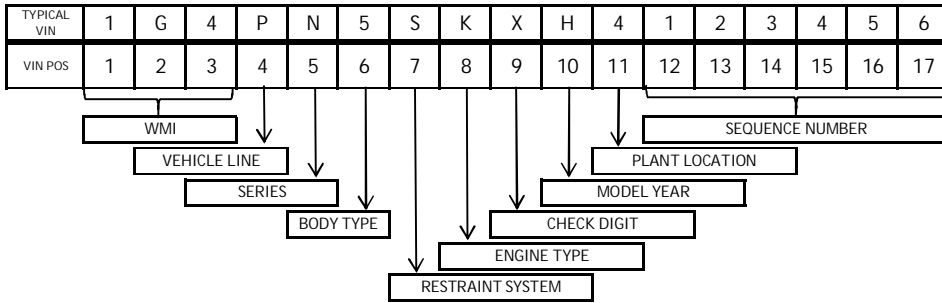 TYPICAL VIN 1 G 4 P N 5 S K X H 4 1 2 3 4 5 6
VIN POS 1 2 3 4 5 6 7 8 9 10 11 12 13 14 15 16 17
WMI SEQUENCE NUMBER
VEHICLE LINE PLANT LOCATION
SERIES MODEL YEAR
BODY TYPE CHECK DIGIT
ENGINE TYPE
RESTRAINT SYSTEM